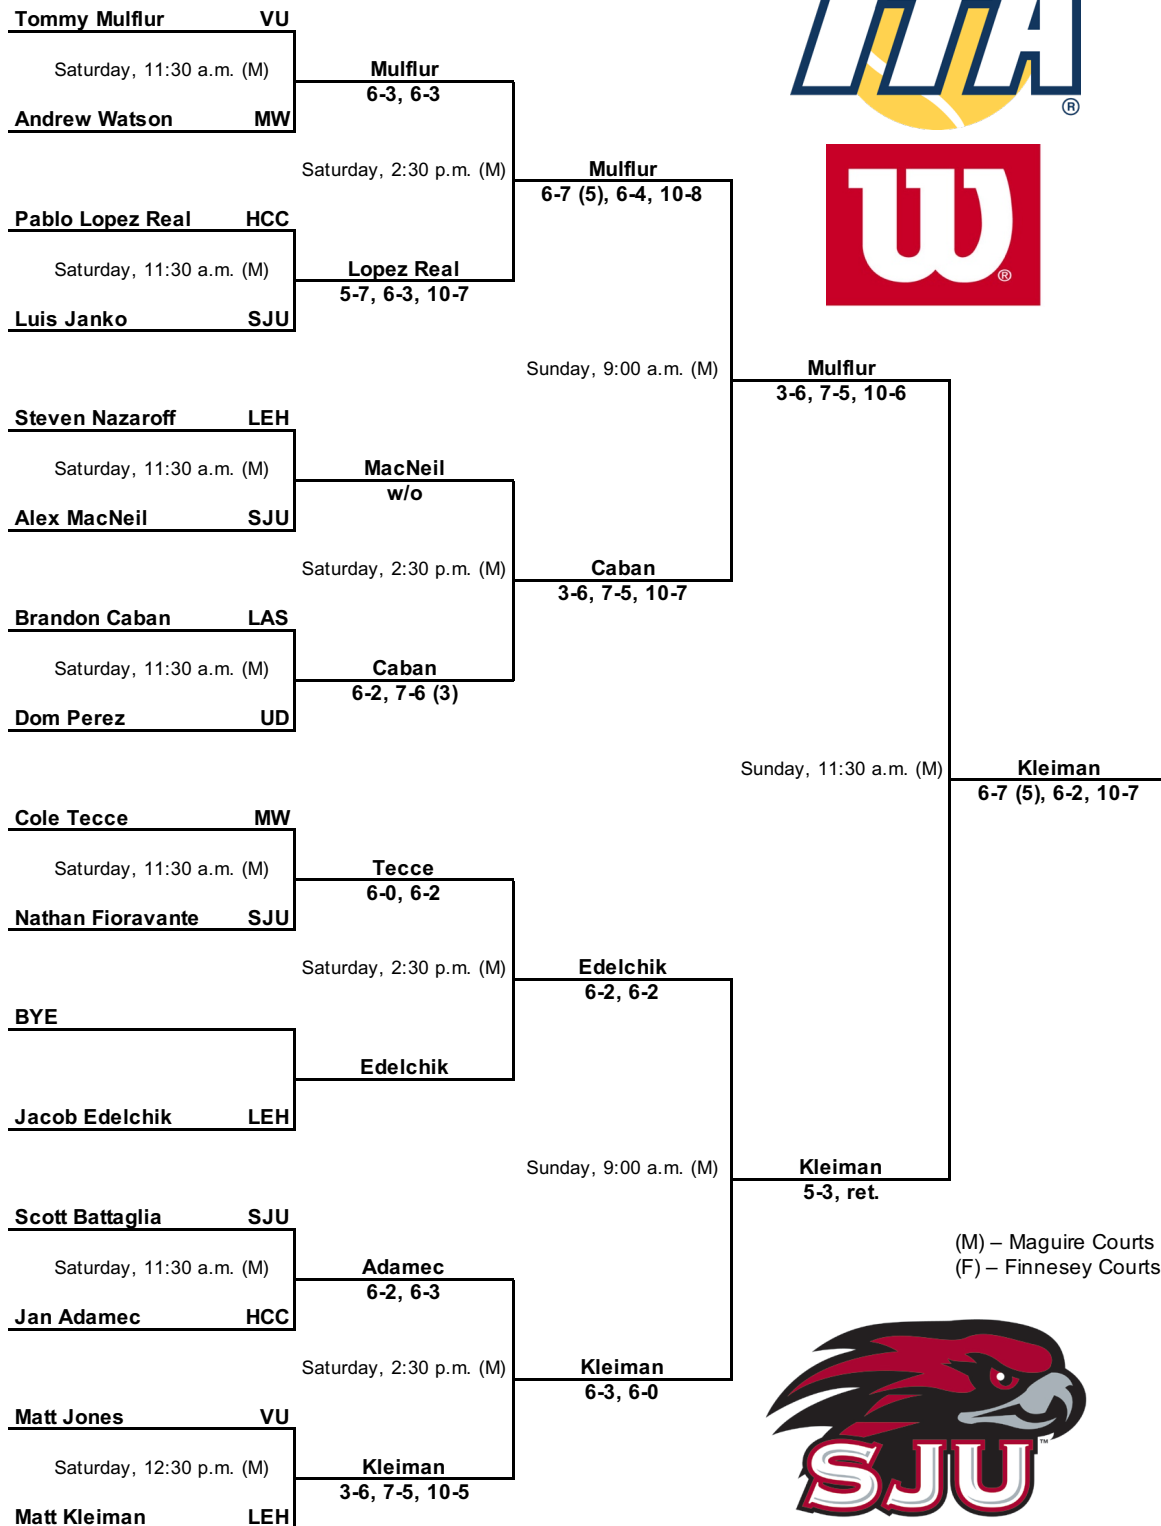 Tommy Mulflur VU
Saturday, 11:30 a.m. (M)
Mulflur
6-3, 6-3
Andrew Watson MW
ITA
®
Saturday, 2:30 p.m. (M)
Mulflur
6-7 (5), 6-4, 10-8
W
®
Pablo Lopez Real HCC
Saturday, 11:30 a.m. (M)
Lopez Real
5-7, 6-3, 10-7
Luis Janko SJU
Sunday, 9:00 a.m. (M)
Mulflur
3-6, 7-5, 10-6
Steven Nazaroff LEH
Saturday, 11:30 a.m. (M)
MacNeil
w/o
Alex MacNeil SJU
Saturday, 2:30 p.m. (M)
Caban
3-6, 7-5, 10-7
Brandon Caban LAS
Saturday, 11:30 a.m. (M)
Caban
6-2, 7-6 (3)
Dom Perez UD
Sunday, 11:30 a.m. (M)
Kleiman
6-7 (5), 6-2, 10-7
Cole Tecce MW
Saturday, 11:30 a.m. (M)
Tecce
6-0, 6-2
Nathan Fioravante SJU
Saturday, 2:30 p.m. (M)
Edelchik
6-2, 6-2
BYE
Edelchik
Jacob Edelchik LEH
Sunday, 9:00 a.m. (M)
Kleiman
5-3, ret.
Scott Battaglia SJU
Saturday, 11:30 a.m. (M)
Adamec
6-2, 6-3
Jan Adamec HCC
(M) – Maguire Courts
(F) – Finnesey Courts
Saturday, 2:30 p.m. (M)
Kleiman
6-3, 6-0
Matt Jones VU
Saturday, 12:30 p.m. (M)
Kleiman
3-6, 7-5, 10-5
Matt Kleiman LEH
SJU
™